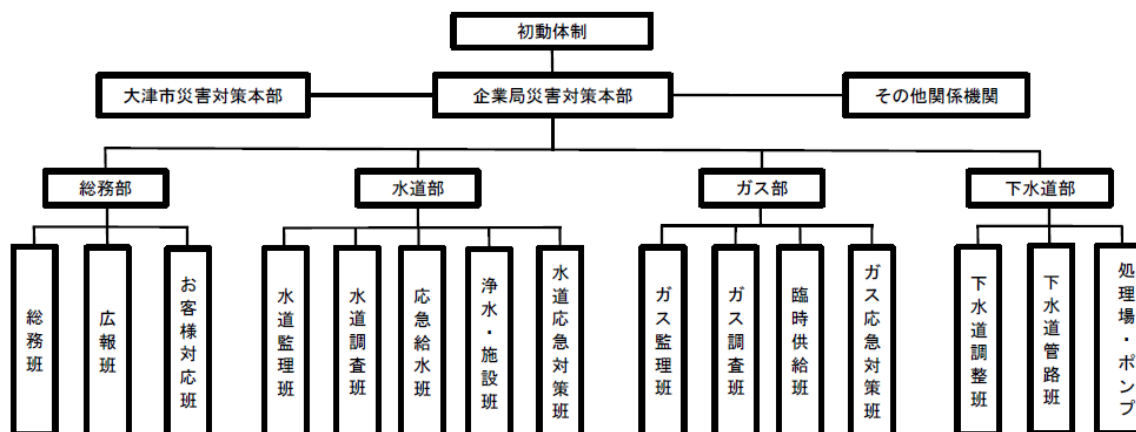 初動体制
大津市災害対策本部
企業局災害対策本部
その他関係機関
総務部
水道部
ガス部
下水道部
総務班
広報班
お客様対応班
水道監理班
水道調査班
応急給水班
浄水・施設班
水道応急対策班
ガス監理班
ガス調査班
臨時供給班
ガス応急対策班
下水道調整班
下水道管路班
処理場・ポンプ